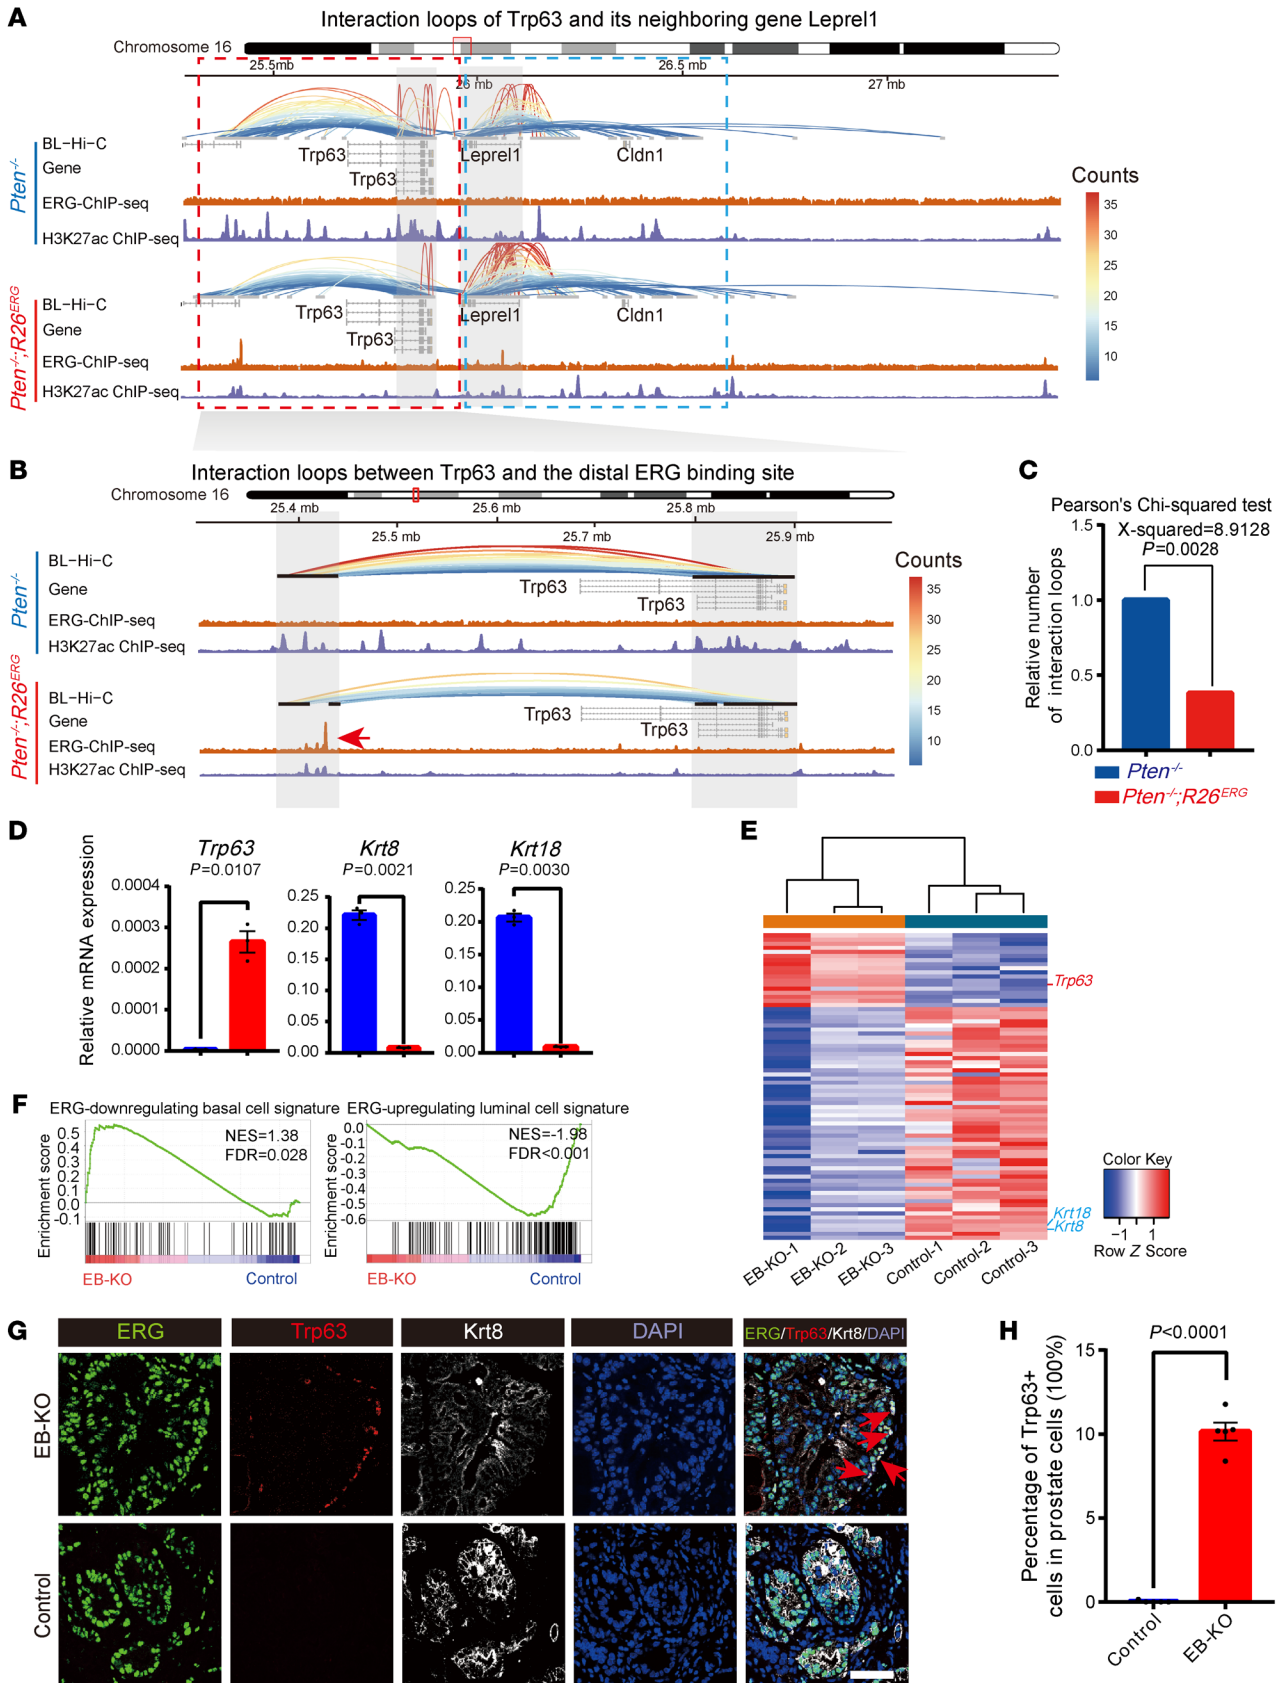 A
Interaction loops of Trp63 and its neighboring gene Leprel1
Chromosome 16
25.5mb
26 mb
26.5 mb
27 mb
Pten-/-
BL-Hi-C
Gene
ERG-ChIP-seq
H3K27ac ChIP-seq
Trp63
Trp63
Leprel1
Cldn1
Pten-/-;R26ERG
BL-Hi-C
Gene
ERG-ChIP-seq
H3K27ac ChIP-seq
Trp63
Trp63
Leprel1
Cldn1
Counts
35
30
25
20
15
10
B
Interaction loops between Trp63 and the distal ERG binding site
Chromosome 16
25.4 mb
25.5 mb
25.6 mb
25.7 mb
25.8 mb
25.9 mb
Pten-/-
BL-Hi-C
Gene
ERG-ChIP-seq
H3K27ac ChIP-seq
Trp63
Trp63
Pten-/-;R26ERG
BL-Hi-C
Gene
ERG-ChIP-seq
H3K27ac ChIP-seq
Trp63
Trp63
Counts
35
30
25
20
15
10
C
Pearson's Chi-squared test
X-squared=8.9128
P=0.0028
Relative number
of interaction loops
1.5
1.0
0.5
0.0
Pten-/-
Pten-/-;R26ERG
D
Relative mRNA expression
Trp63
P=0.0107
0.0004
0.0003
0.0002
0.0001
0.0000
Krt8
P=0.0021
0.25
0.20
0.15
0.10
0.05
0.00
Krt18
P=0.0030
0.25
0.20
0.15
0.10
0.05
0.00
E
Trp63
Krt18
Krt8
EB-KO-1
EB-KO-2
EB-KO-3
Control-1
Control-2
Control-3
Color Key
-1 1
Row Z Score
F
ERG-downregulating basal cell signature
Enrichment score
0.5
0.4
0.3
0.2
0.1
0.0
-0.1
NES=1.38
FDR=0.028
EB-KO
Control
ERG-upregulating luminal cell signature
Enrichment score
0.0
-0.1
-0.2
-0.3
-0.4
-0.5
-0.6
NES=-1.98
FDR<0.001
EB-KO
Control
G
ERG
Trp63
Krt8
DAPI
ERG/Trp63/Krt8/DAPI
EB-KO
Control
H
P<0.0001
Percentage of Trp63+
cells in prostate cells (100%)
15
10
5
0
Control
EB-KO